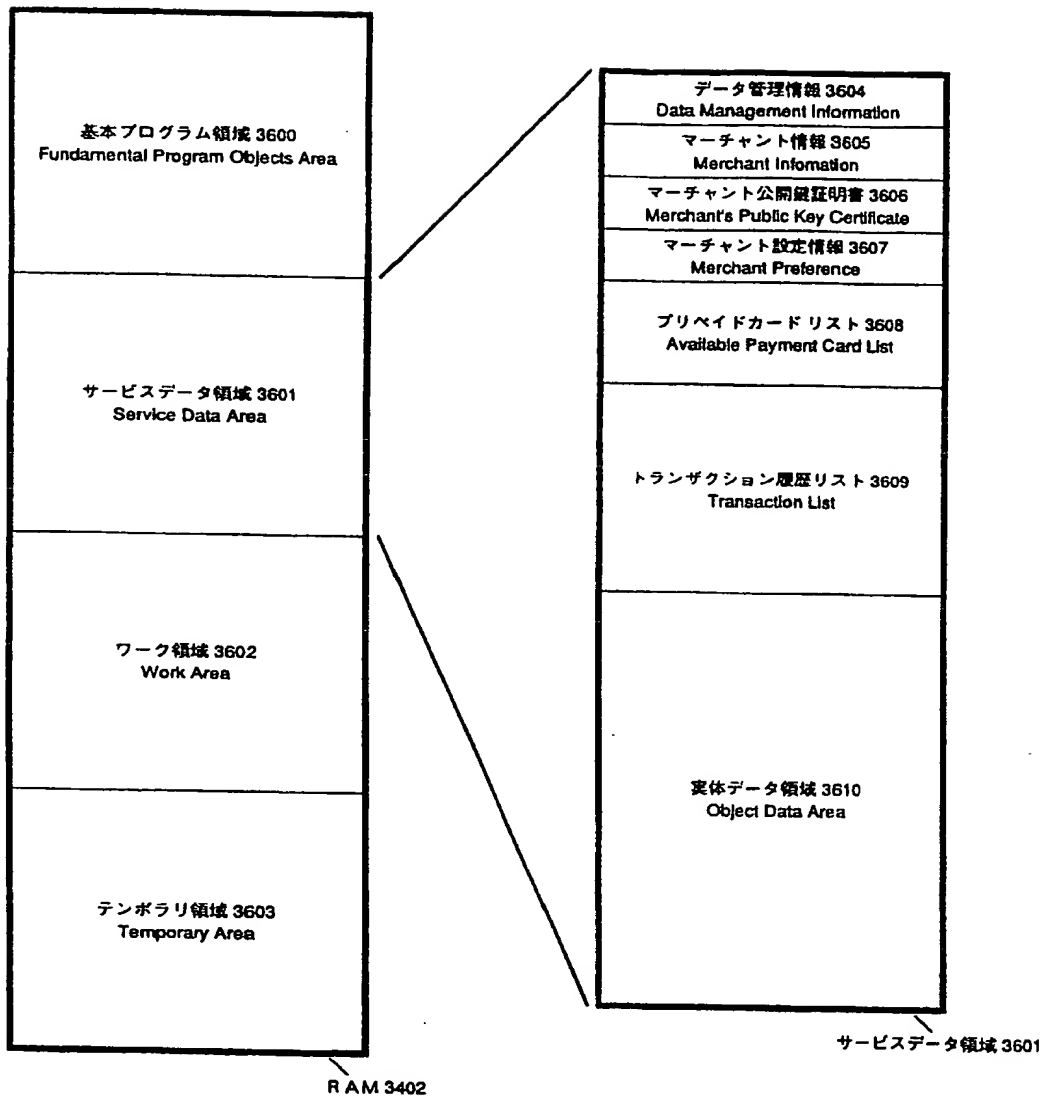 基本プログラム領域 3600
Fundamental Program Objects Area
サービスデータ領域 3601
Service Data Area
ワーク領域 3602
Work Area
テンポラリ領域 3603
Temporary Area
RAM 3402
データ管理情報 3604
Data Management Information
マーチャント情報 3605
Merchant Infomation
マーチャント公開鍵証明書 3606
Merchant's Public Key Certificate
マーチャント設定情報 3607
Merchant Preference
プリペイドカード リスト 3608
Available Payment Card List
トランザクション履歴リスト 3609
Transaction List
実体データ領域 3610
Object Data Area
サービスデータ領域 3601